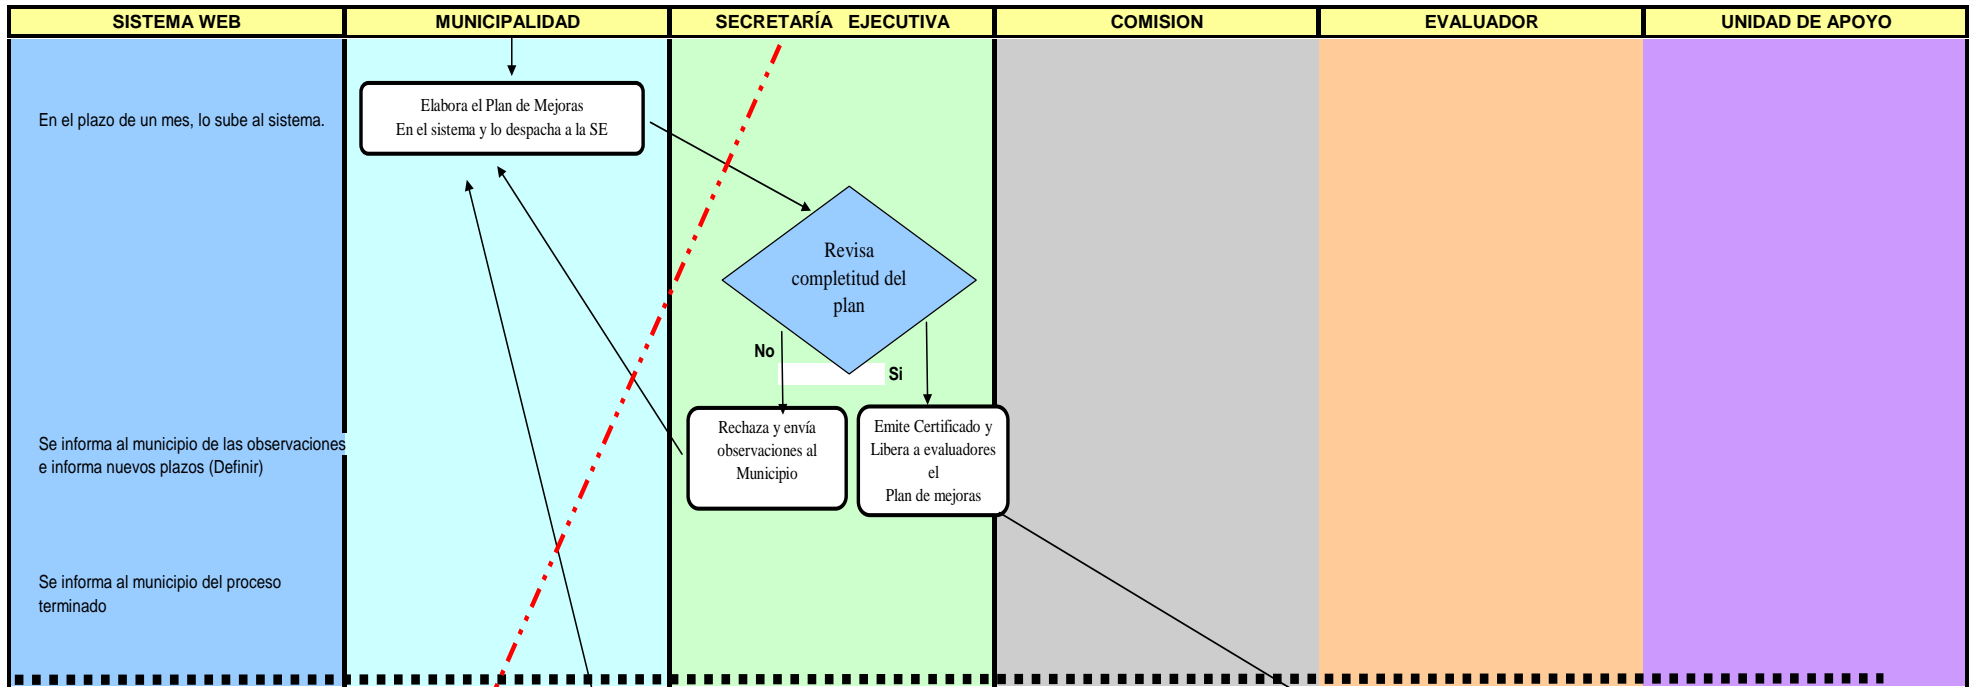 SISTEMA WEB
MUNICIPALIDAD
SECRETARÍA EJECUTIVA
COMISION
EVALUADOR
UNIDAD DE APOYO
En el plazo de un mes, lo sube al sistema.
Elabora el Plan de Mejoras
En el sistema y lo despacha a la SE
Revisa
completitud del
plan
No
Si
Se informa al municipio de las observaciones
e informa nuevos plazos (Definir)
Rechaza y envía
observaciones al
Municipio
Emite Certificado y
Libera a evaluadores
el
Plan de mejoras
Se informa al municipio del proceso
terminado